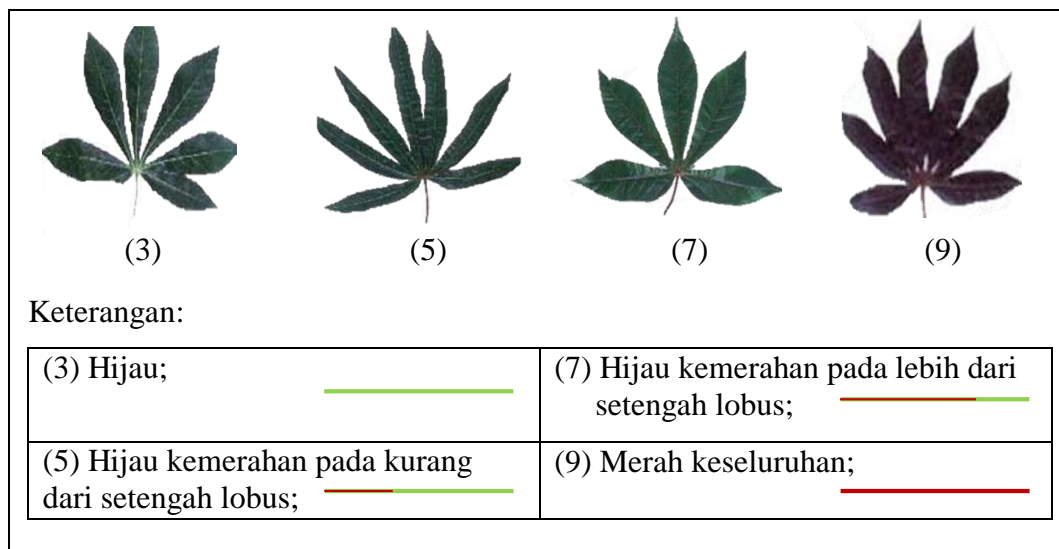 (3) (5) (7) (9)
Keterangan:
(3) Hijau;
(7) Hijau kemerahan pada lebih dari
setengah lobus;
(5) Hijau kemerahan pada kurang
dari setengah lobus;
(9) Merah keseluruhan;